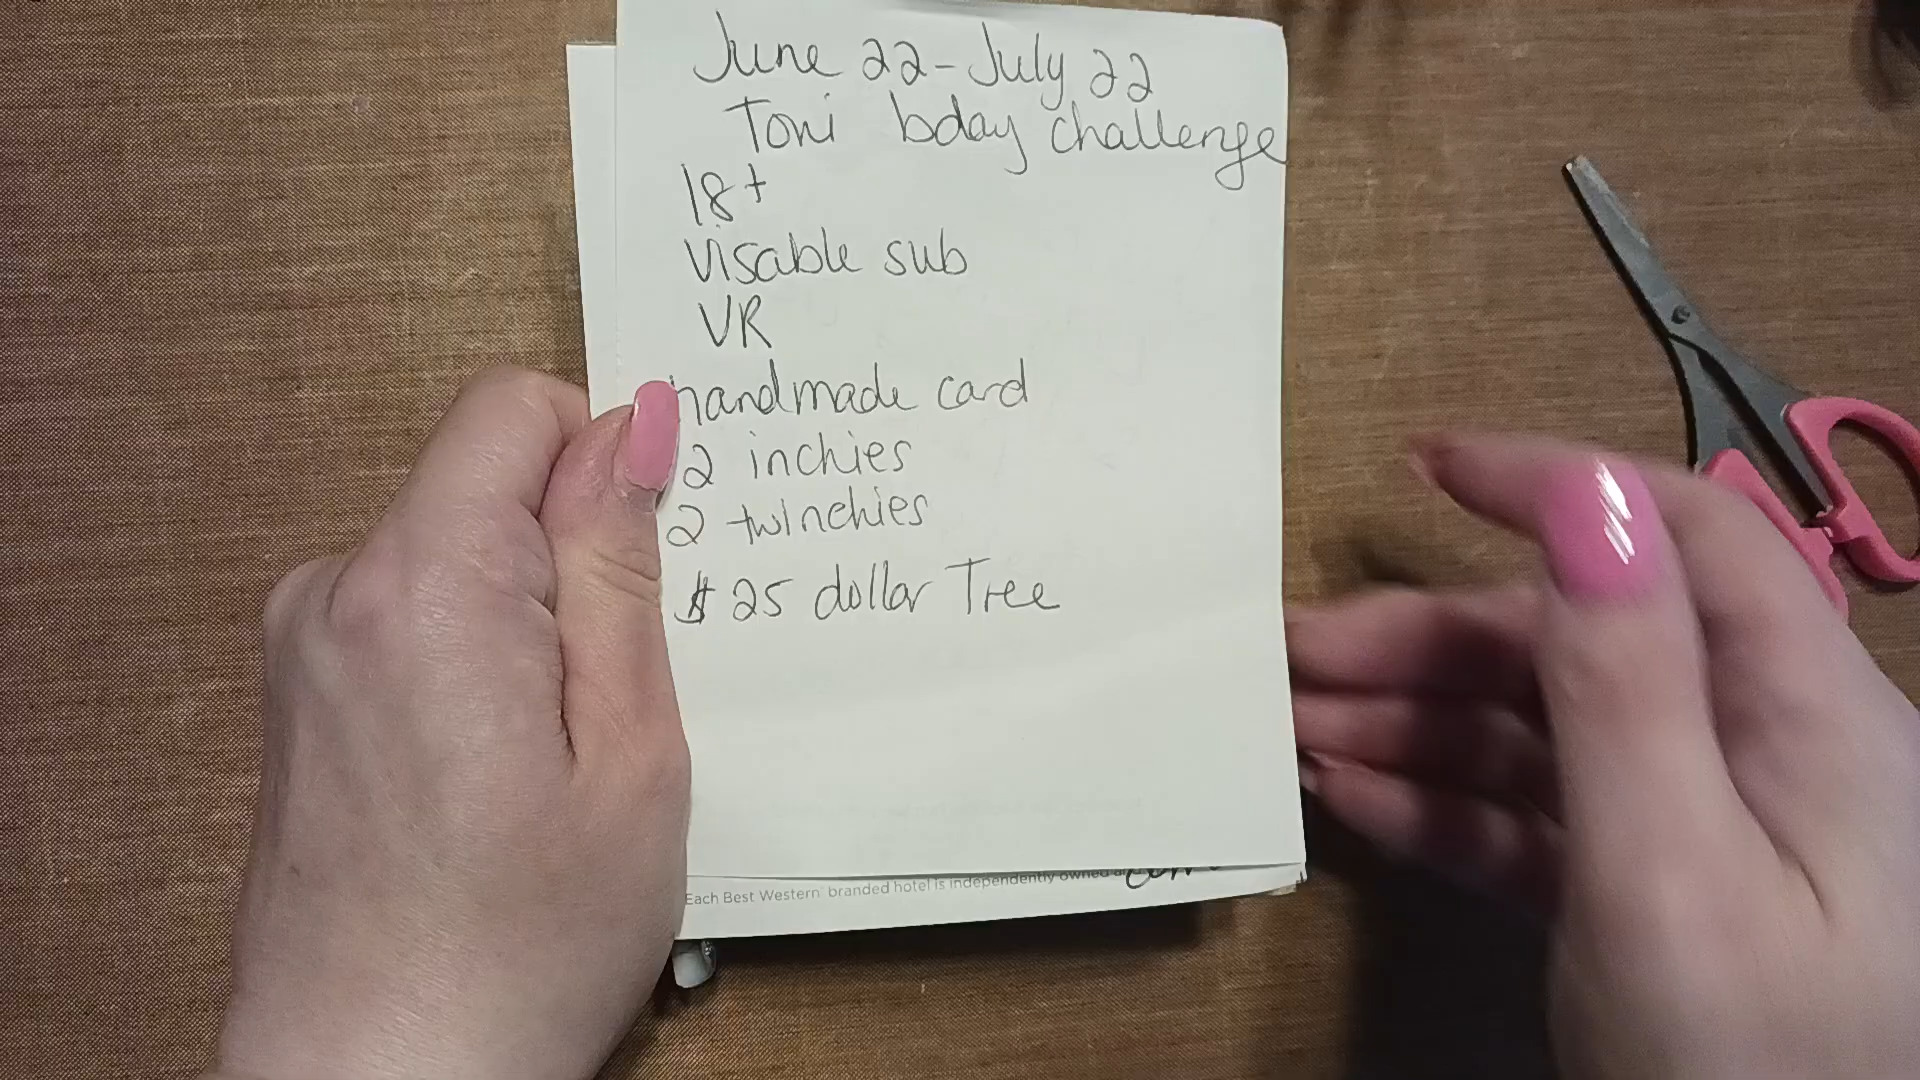 June 22-July 22
Toni bday challenge
18+
Visable sub
VR
handmade card
2 inchies
2 twinchies
$25 dollar Tree
Each Best Western branded hotel is independently owned